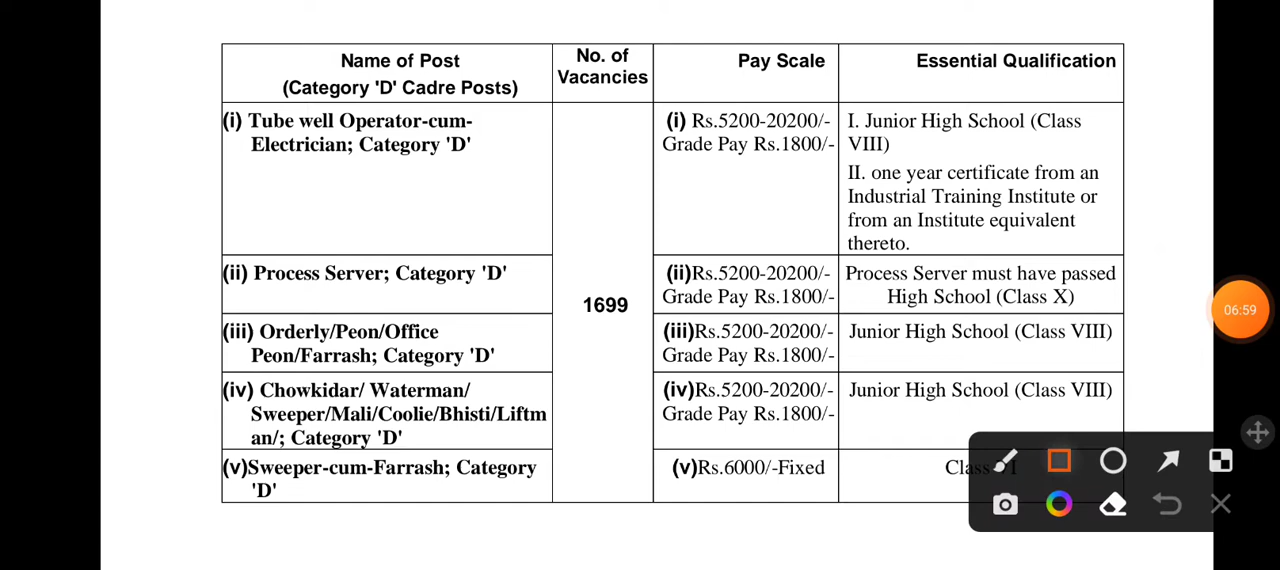 Name of Post
(Category 'D' Cadre Posts)
No. of
Vacancies
Pay Scale
Essential Qualification
(i) Tube well Operator-cum-
Electrician; Category 'D'
1699
(i) Rs.5200-20200/-
Grade Pay Rs.1800/-
I. Junior High School (Class
VIII)
II. one year certificate from an
Industrial Training Institute or
from an Institute equivalent
thereto.
(ii) Process Server; Category 'D'
(ii)Rs.5200-20200/-
Grade Pay Rs.1800/-
Process Server must have passed
High School (Class X)
(iii) Orderly/Peon/Office
Peon/Farrash; Category 'D'
(iii)Rs.5200-20200/-
Grade Pay Rs.1800/-
Junior High School (Class VIII)
(iv) Chowkidar/ Waterman/
Sweeper/Mali/Coolie/Bhisti/Liftm
an/; Category 'D'
(iv)Rs.5200-20200/-
Grade Pay Rs.1800/-
Junior High School (Class VIII)
(v)Sweeper-cum-Farrash; Category
'D'
(v)Rs.6000/-Fixed
Class
06:59